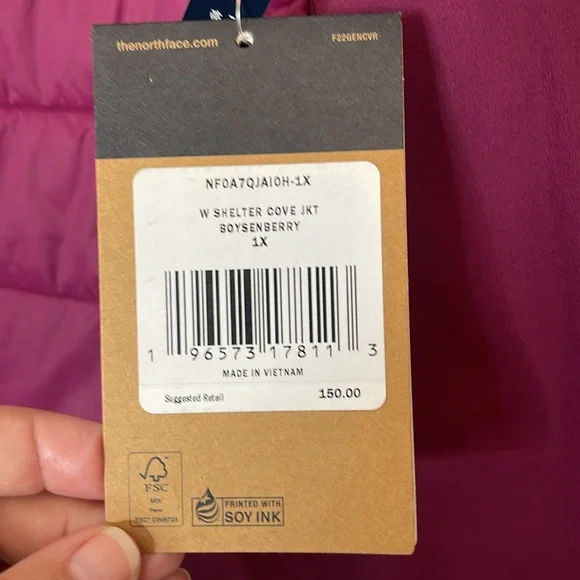 thenorthface.com
F22GENCVR
NF0A7QJAI0H-1X
W SHELTER COVE JKT
BOYSENBERRY
1X
1 96573 17811 3
MADE IN VIETNAM
Suggested Retail 150.00
FSC
MIX
Paper
PRINTED WITH
SOY INK